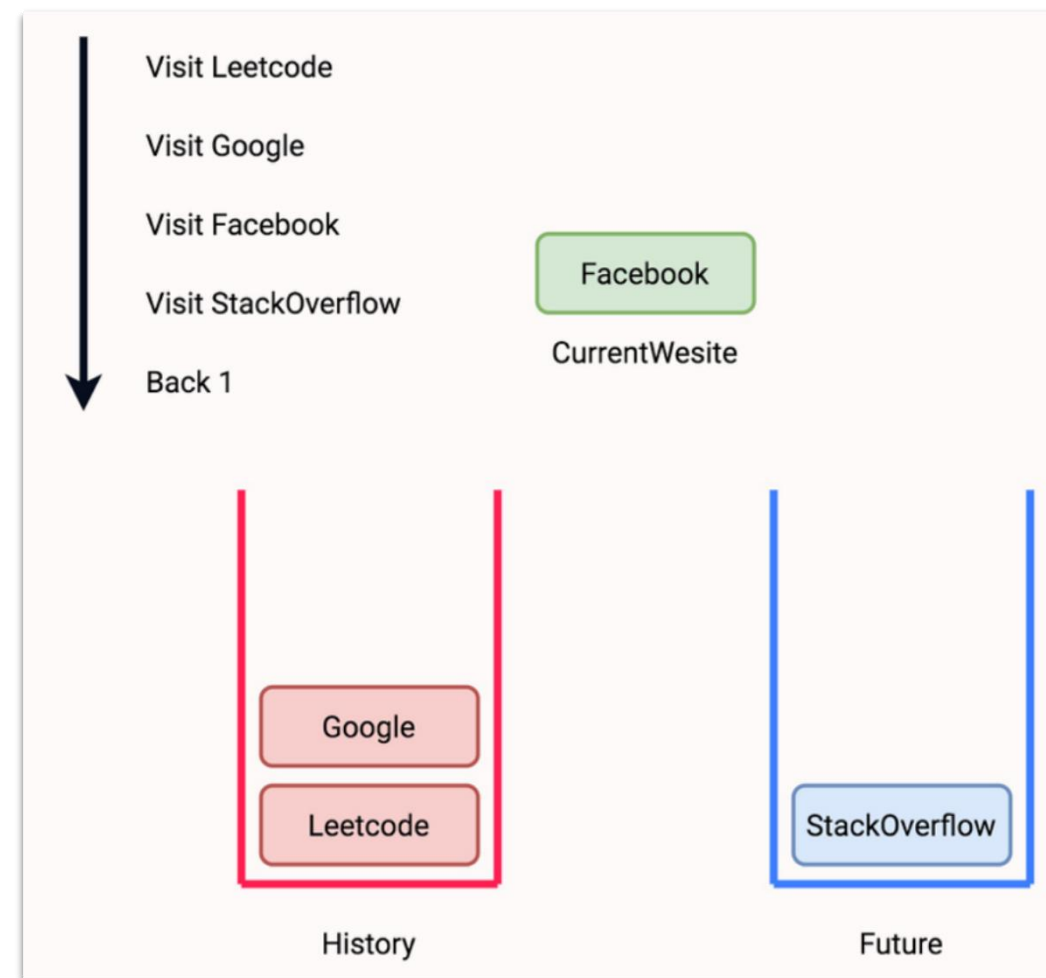 Visit Leetcode
Visit Google
Visit Facebook
Visit StackOverflow
Back 1
Facebook
CurrentWesite
Google
Leetcode
StackOverflow
History
Future